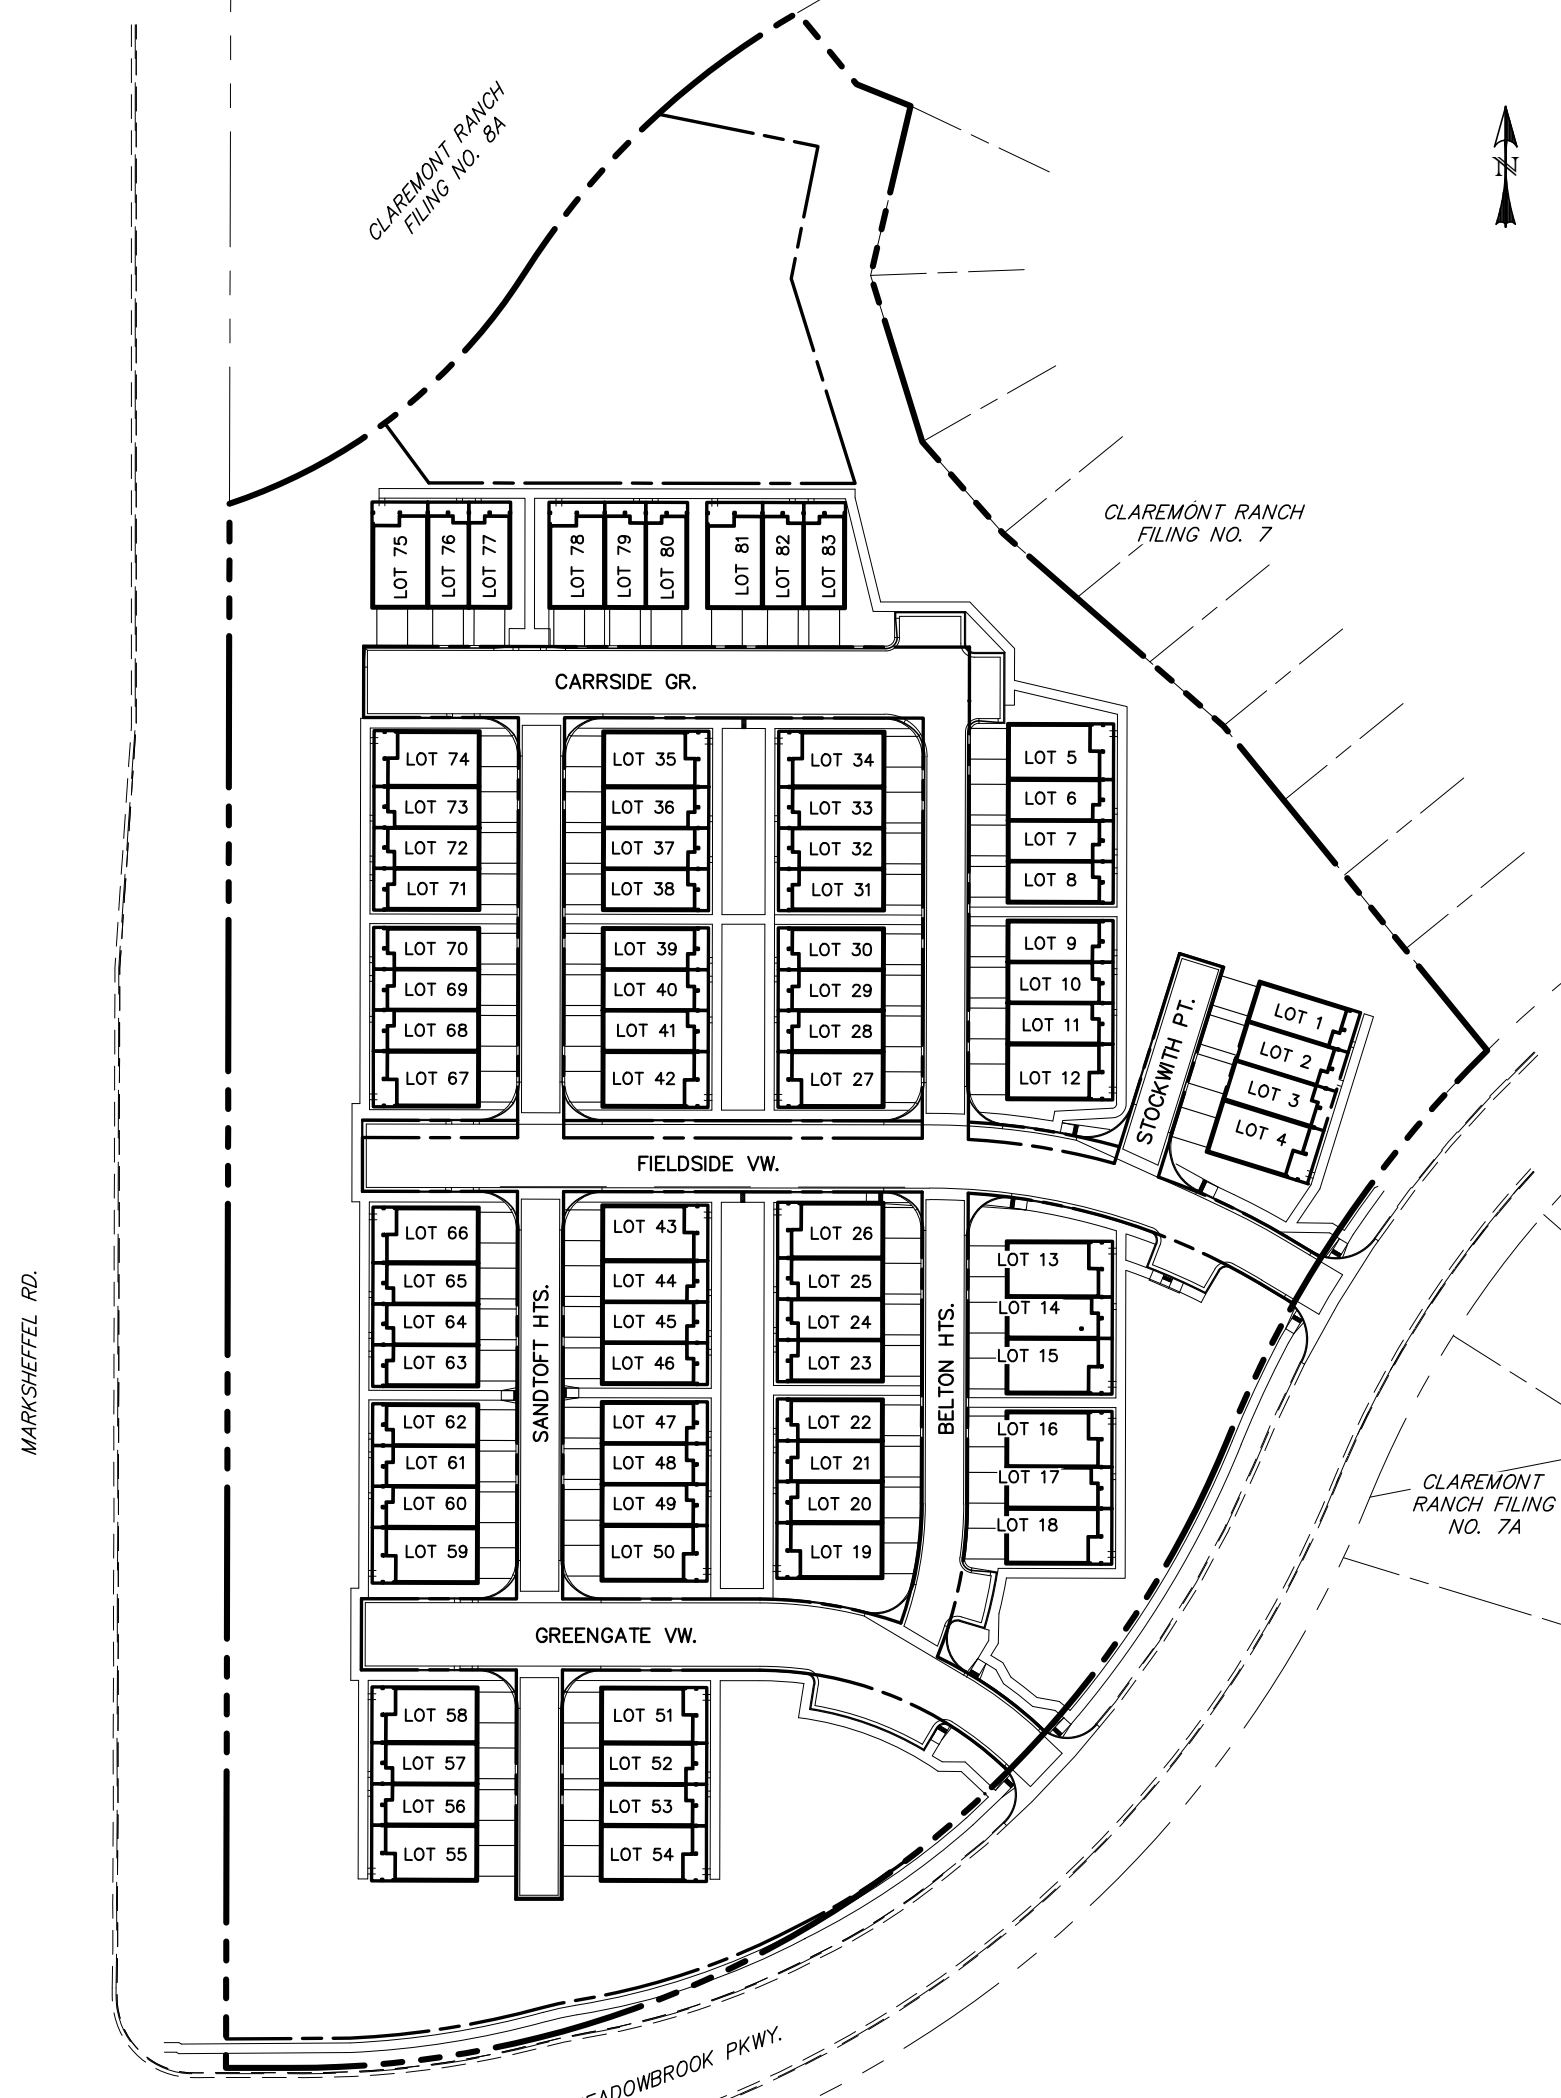 CLAREMONT RANCH
FILING NO. 8A
N
CLAREMONT RANCH
FILING NO. 7
LOT 75
LOT 76
LOT 77
LOT 78
LOT 79
LOT 80
LOT 81
LOT 82
LOT 83
CARRSIDE GR.
LOT 74
LOT 73
LOT 72
LOT 71
LOT 35
LOT 36
LOT 37
LOT 38
LOT 34
LOT 33
LOT 32
LOT 31
LOT 5
LOT 6
LOT 7
LOT 8
LOT 70
LOT 69
LOT 68
LOT 67
LOT 39
LOT 40
LOT 41
LOT 42
LOT 30
LOT 29
LOT 28
LOT 27
LOT 9
LOT 10
LOT 11
LOT 12
STOCKWITH PT.
LOT 1
LOT 2
LOT 3
LOT 4
FIELDSIDE VW.
LOT 66
LOT 65
LOT 64
LOT 63
SANDTOFT HTS.
LOT 43
LOT 44
LOT 45
LOT 46
LOT 26
LOT 25
LOT 24
LOT 23
BELTON HTS.
LOT 13
LOT 14
LOT 15
MARKSHEFFEL RD.
LOT 62
LOT 61
LOT 60
LOT 59
LOT 47
LOT 48
LOT 49
LOT 50
LOT 22
LOT 21
LOT 20
LOT 19
LOT 16
LOT 17
LOT 18
CLAREMONT
RANCH FILING
NO. 7A
GREENGATE VW.
LOT 58
LOT 57
LOT 56
LOT 55
LOT 51
LOT 52
LOT 53
LOT 54
EADOWBROOK PKWY.